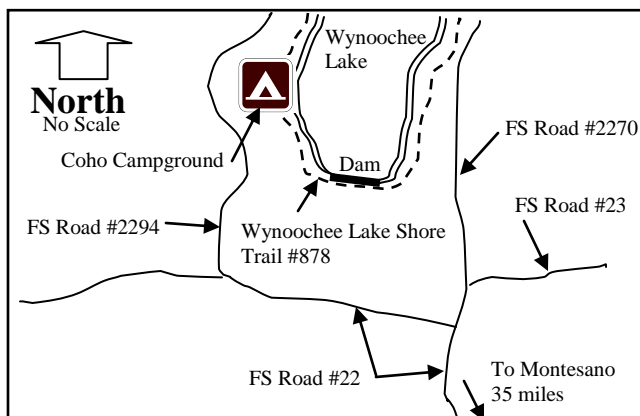 North
No Scale
Wynoochee
Lake
Coho Campground
Dam
FS Road #2270
FS Road #23
FS Road #2294
Wynoochee Lake Shore
Trail #878
FS Road #22
To Montesano
35 miles